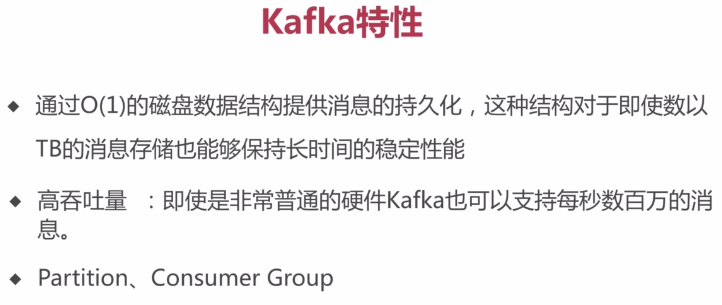 Kafka特性
◆ 通过O(1)的磁盘数据结构提供消息的持久化，这种结构对于即使数以
TB的消息存储也能够保持长时间的稳定性能
◆ 高吞吐量 ：即使是非常普通的硬件Kafka也可以支持每秒数百万的消
息。
◆ Partition、Consumer Group